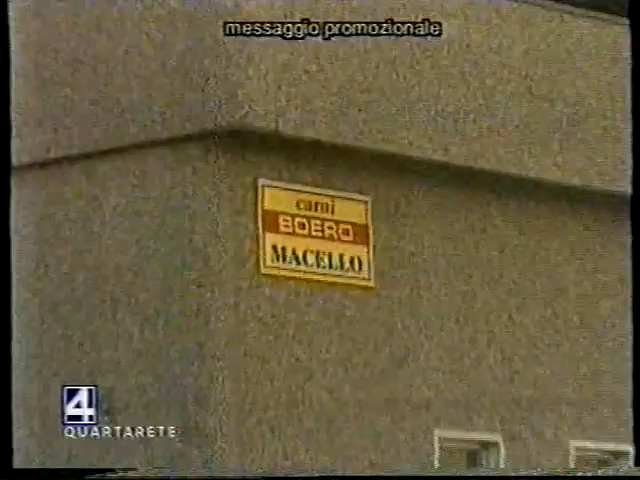 messaggio promozionale
carni
BOERO
MACELLO
4
QUARTARETE